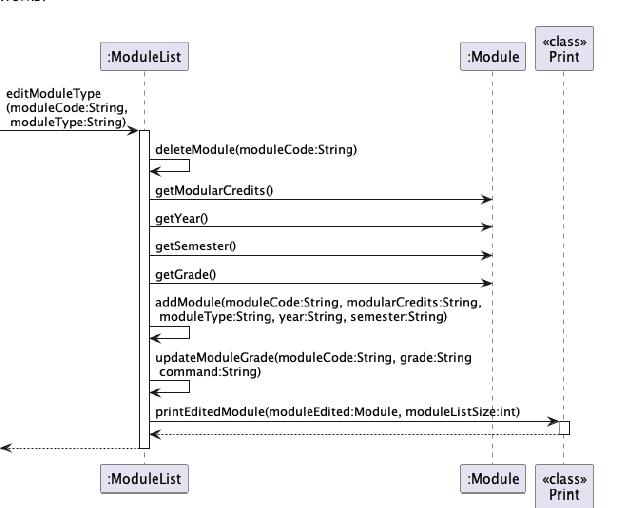 :ModuleList
:Module
«class»
Print
editModuleType
(moduleCode:String,
moduleType:String)
deleteModule(moduleCode:String)
getModularCredits()
getYear()
getSemester()
getGrade()
addModule(moduleCode:String, modularCredits:String,
moduleType:String, year:String, semester:String)
updateModuleGrade(moduleCode:String, grade:String
command:String)
printEditedModule(moduleEdited:Module, moduleListSize:int)
:ModuleList
:Module
«class»
Print